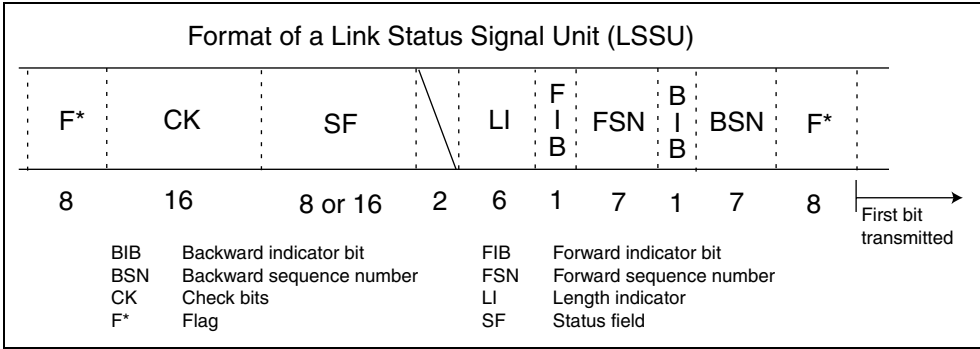 Format of a Link Status Signal Unit (LSSU)
F* CK SF LI FIB FSN BIB BSN F*
8 16 8 or 16 2 6 1 7 1 7 8
First bit
transmitted
BIB Backward indicator bit FIB Forward indicator bit
BSN Backward sequence number FSN Forward sequence number
CK Check bits LI Length indicator
F* Flag SF Status field